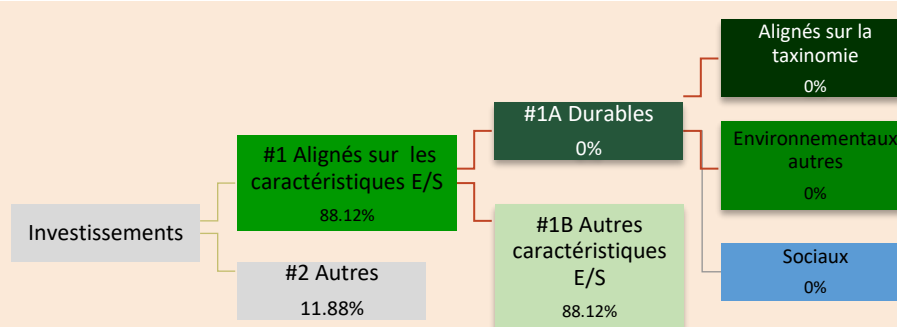 Investissements
#1 Alignés sur les
caractéristiques E/S
88.12%
#2 Autres
11.88%
#1A Durables
0%
#1B Autres
caractéristiques
E/S
88.12%
Alignés sur la
taxinomie
0%
Environnementaux
autres
0%
Sociaux
0%